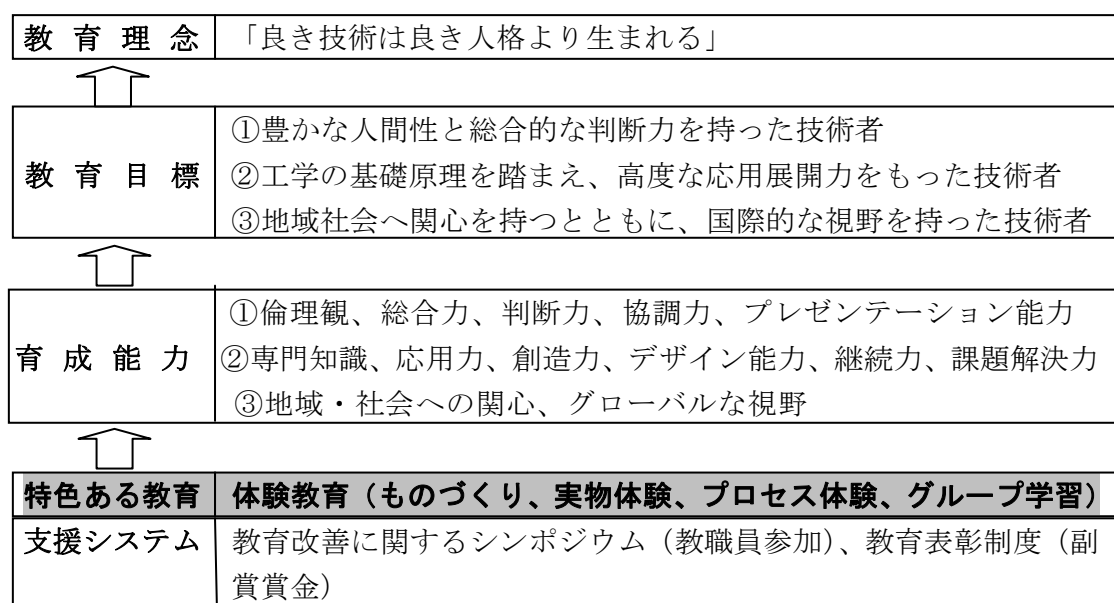 教育理念 「良き技術は良き人格より生まれる」
①豊かな人間性と総合的な判断力を持った技術者
教育目標 ②工学の基礎原理を踏まえ、高度な応用展開力をもった技術者
③地域社会へ関心を持つとともに、国際的な視野を持った技術者
①倫理観、総合力、判断力、協調力、プレゼンテーション能力
育成能力 ②専門知識、応用力、創造力、デザイン能力、継続力、課題解決力
③地域・社会への関心、グローバルな視野
特色ある教育 体験教育（ものづくり、実物体験、プロセス体験、グループ学習）
支援システム 教育改善に関するシンポジウム（教職員参加）、教育表彰制度（副
賞賞金）